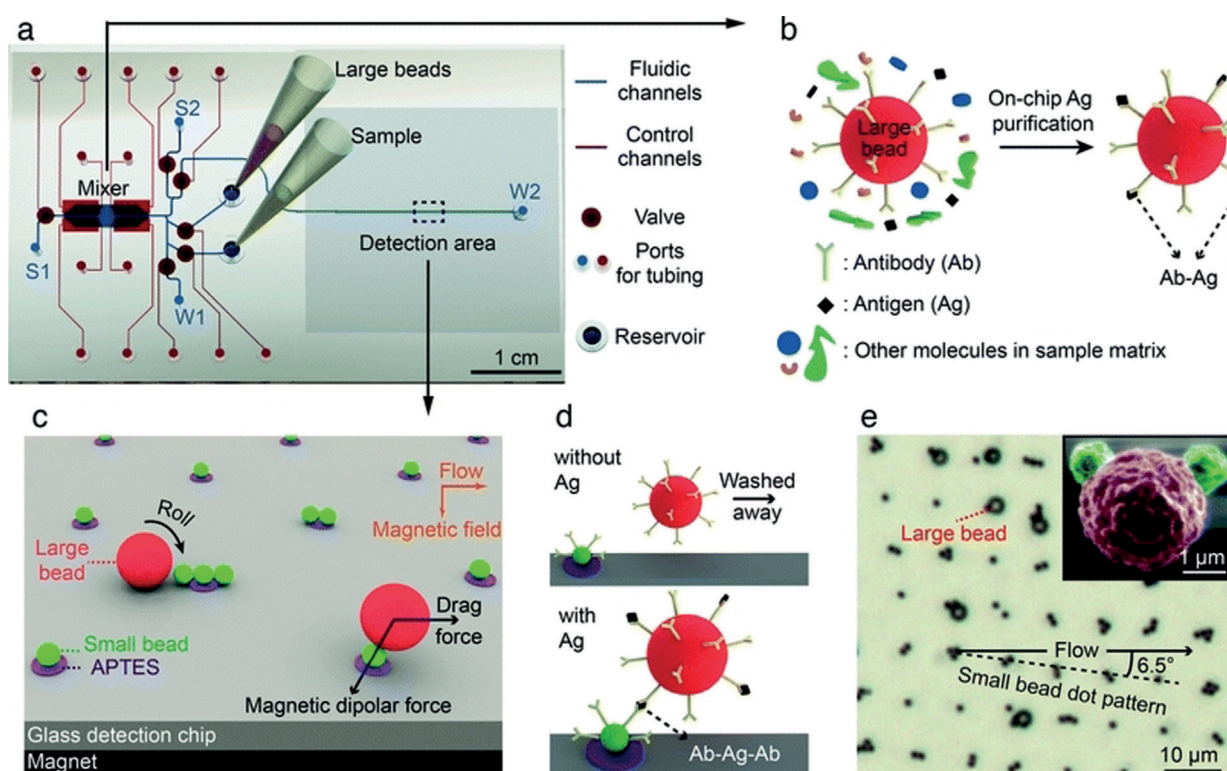 a
Large beads
Sample
S2
Mixer
S1
W1
W2
Detection area
1 cm
Fluidic
channels
Control
channels
Valve
Ports
for tubing
Reservoir
b
Large
bead
On-chip Ag
purification
Ab-Ag
: Antibody (Ab)
: Antigen (Ag)
: Other molecules in sample matrix
c
Flow
Magnetic field
Roll
Large
bead
Drag
force
Small bead
APTES
Magnetic dipolar force
Glass detection chip
Magnet
d
without
Ag
Washed
away
with
Ag
Ab-Ag-Ab
e
Large bead
1 μm
Flow
6.5°
Small bead dot pattern
10 μm